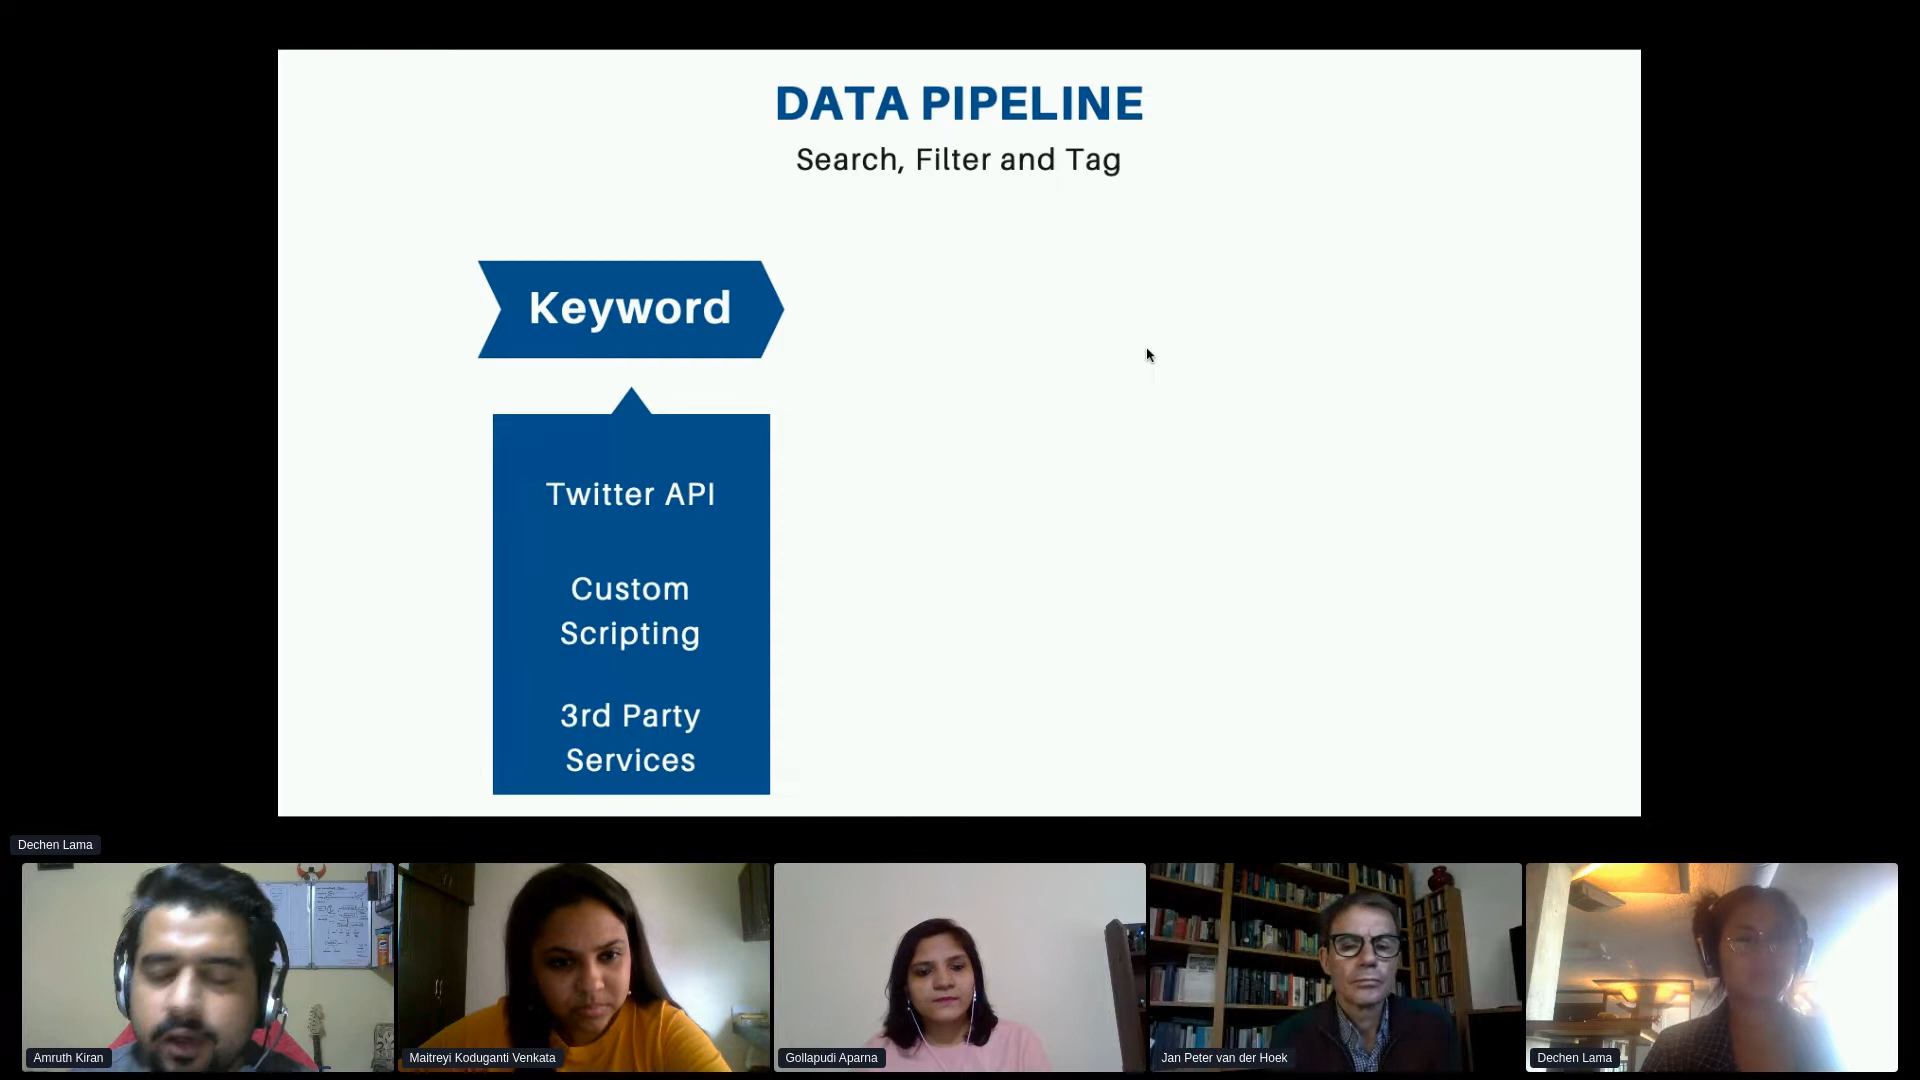 DATA PIPELINE
Search, Filter and Tag
Keyword
Twitter API
Custom
Scripting
3rd Party
Services
Dechen Lama
Amruth Kiran
Maitreyi Koduganti Venkata
Gollapudi Aparna
Jan Peter van der Hoek
Dechen Lama